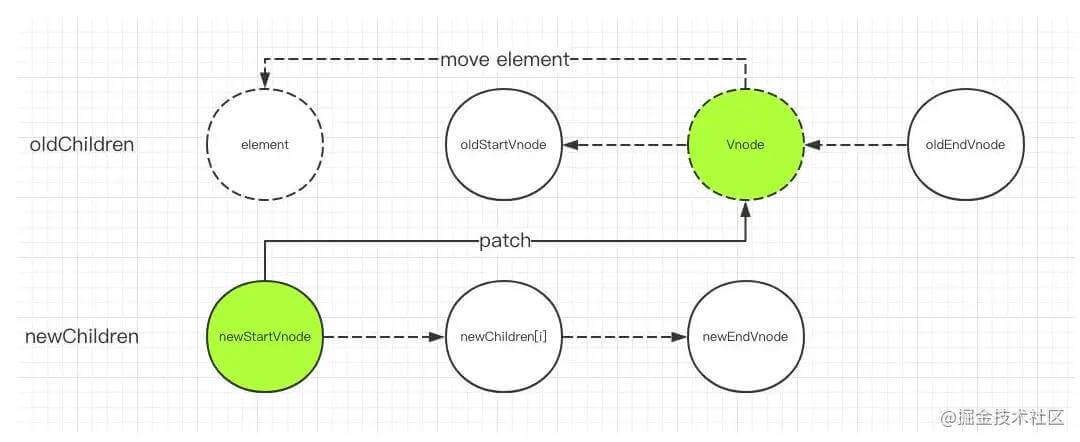 move element
oldChildren
element
oldStartVnode
Vnode
oldEndVnode
patch
newChildren
newStartVnode
newChildren[i]
newEndVnode
@掘金技术社区